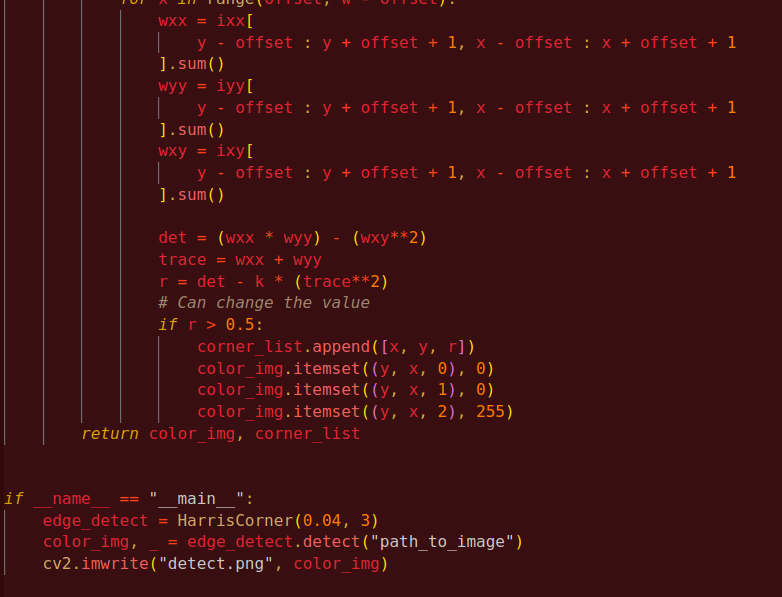 for x in range(offset, w - offset):
wxx = ixx[
y - offset : y + offset + 1, x - offset : x + offset + 1
].sum()
wyy = iyy[
y - offset : y + offset + 1, x - offset : x + offset + 1
].sum()
wxy = ixy[
y - offset : y + offset + 1, x - offset : x + offset + 1
].sum()
det = (wxx * wyy) - (wxy**2)
trace = wxx + wyy
r = det - k * (trace**2)
# Can change the value
if r > 0.5:
corner_list.append([x, y, r])
color_img.itemset((y, x, 0), 0)
color_img.itemset((y, x, 1), 0)
color_img.itemset((y, x, 2), 255)
return color_img, corner_list
if __name__ == "__main__":
edge_detect = HarrisCorner(0.04, 3)
color_img, _ = edge_detect.detect("path_to_image")
cv2.imwrite("detect.png", color_img)